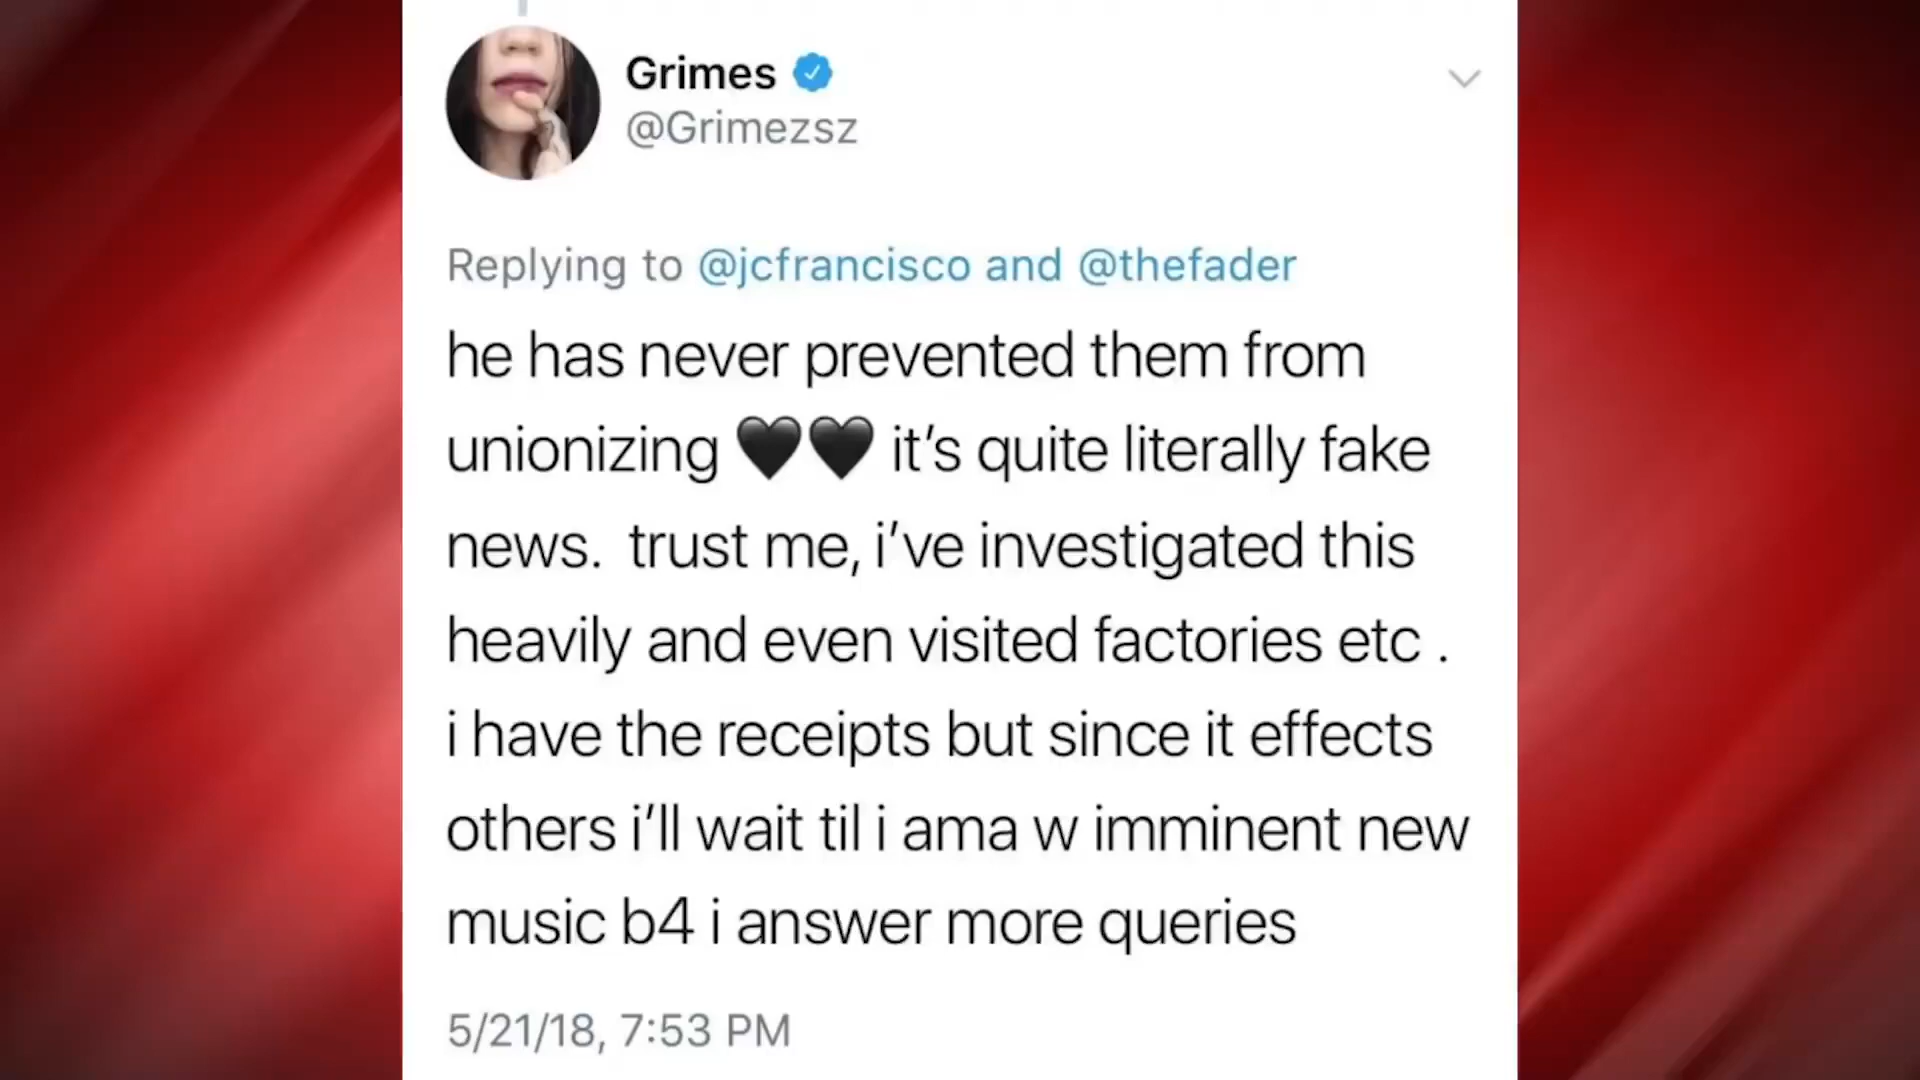 Grimes
@Grimezsz
Replying to @jcfrancisco and @thefader
he has never prevented them from
unionizing 🖤🖤 it’s quite literally fake
news.  trust me, i’ve investigated this
heavily and even visited factories etc .
i have the receipts but since it effects
others i’ll wait til i ama w imminent new
music b4 i answer more queries
5/21/18, 7:53 PM